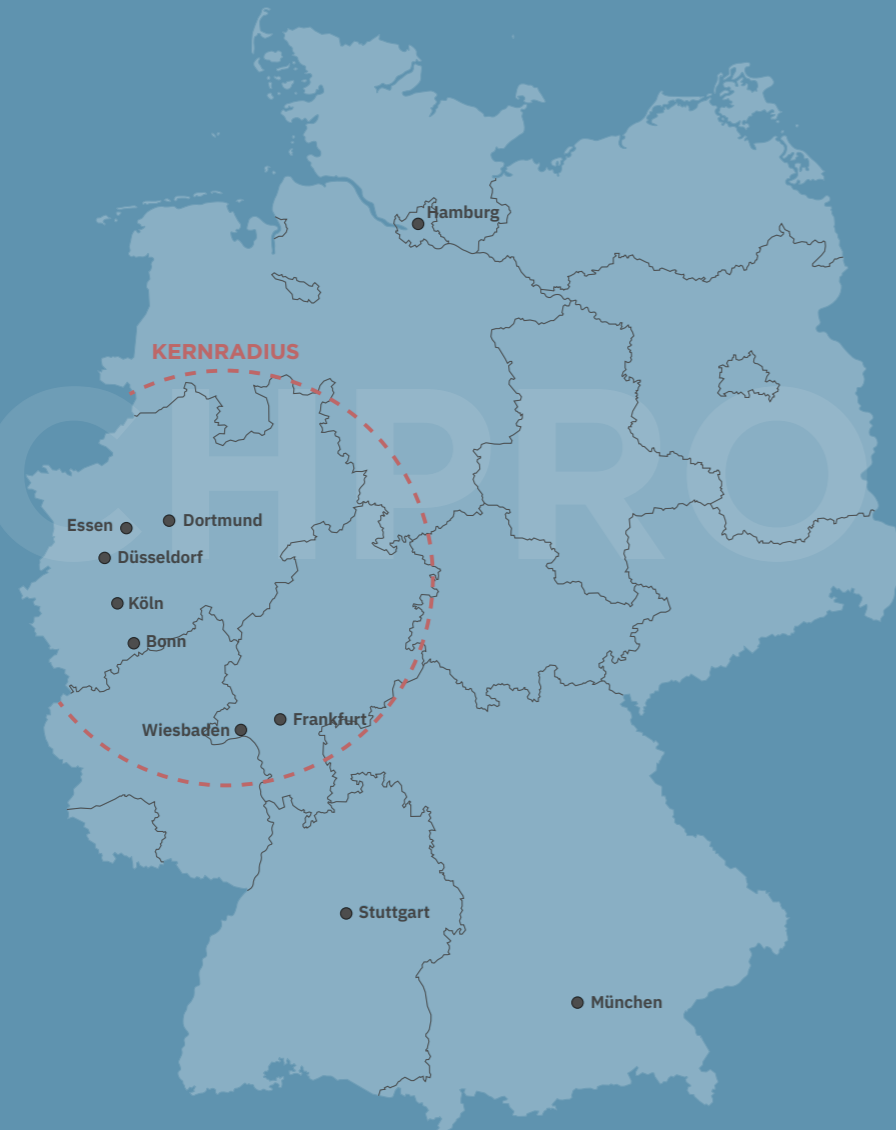 Hamburg
KERNRADIUS
CHPRO
Essen
Dortmund
Düsseldorf
Köln
Bonn
Wiesbaden
Frankfurt
Stuttgart
München